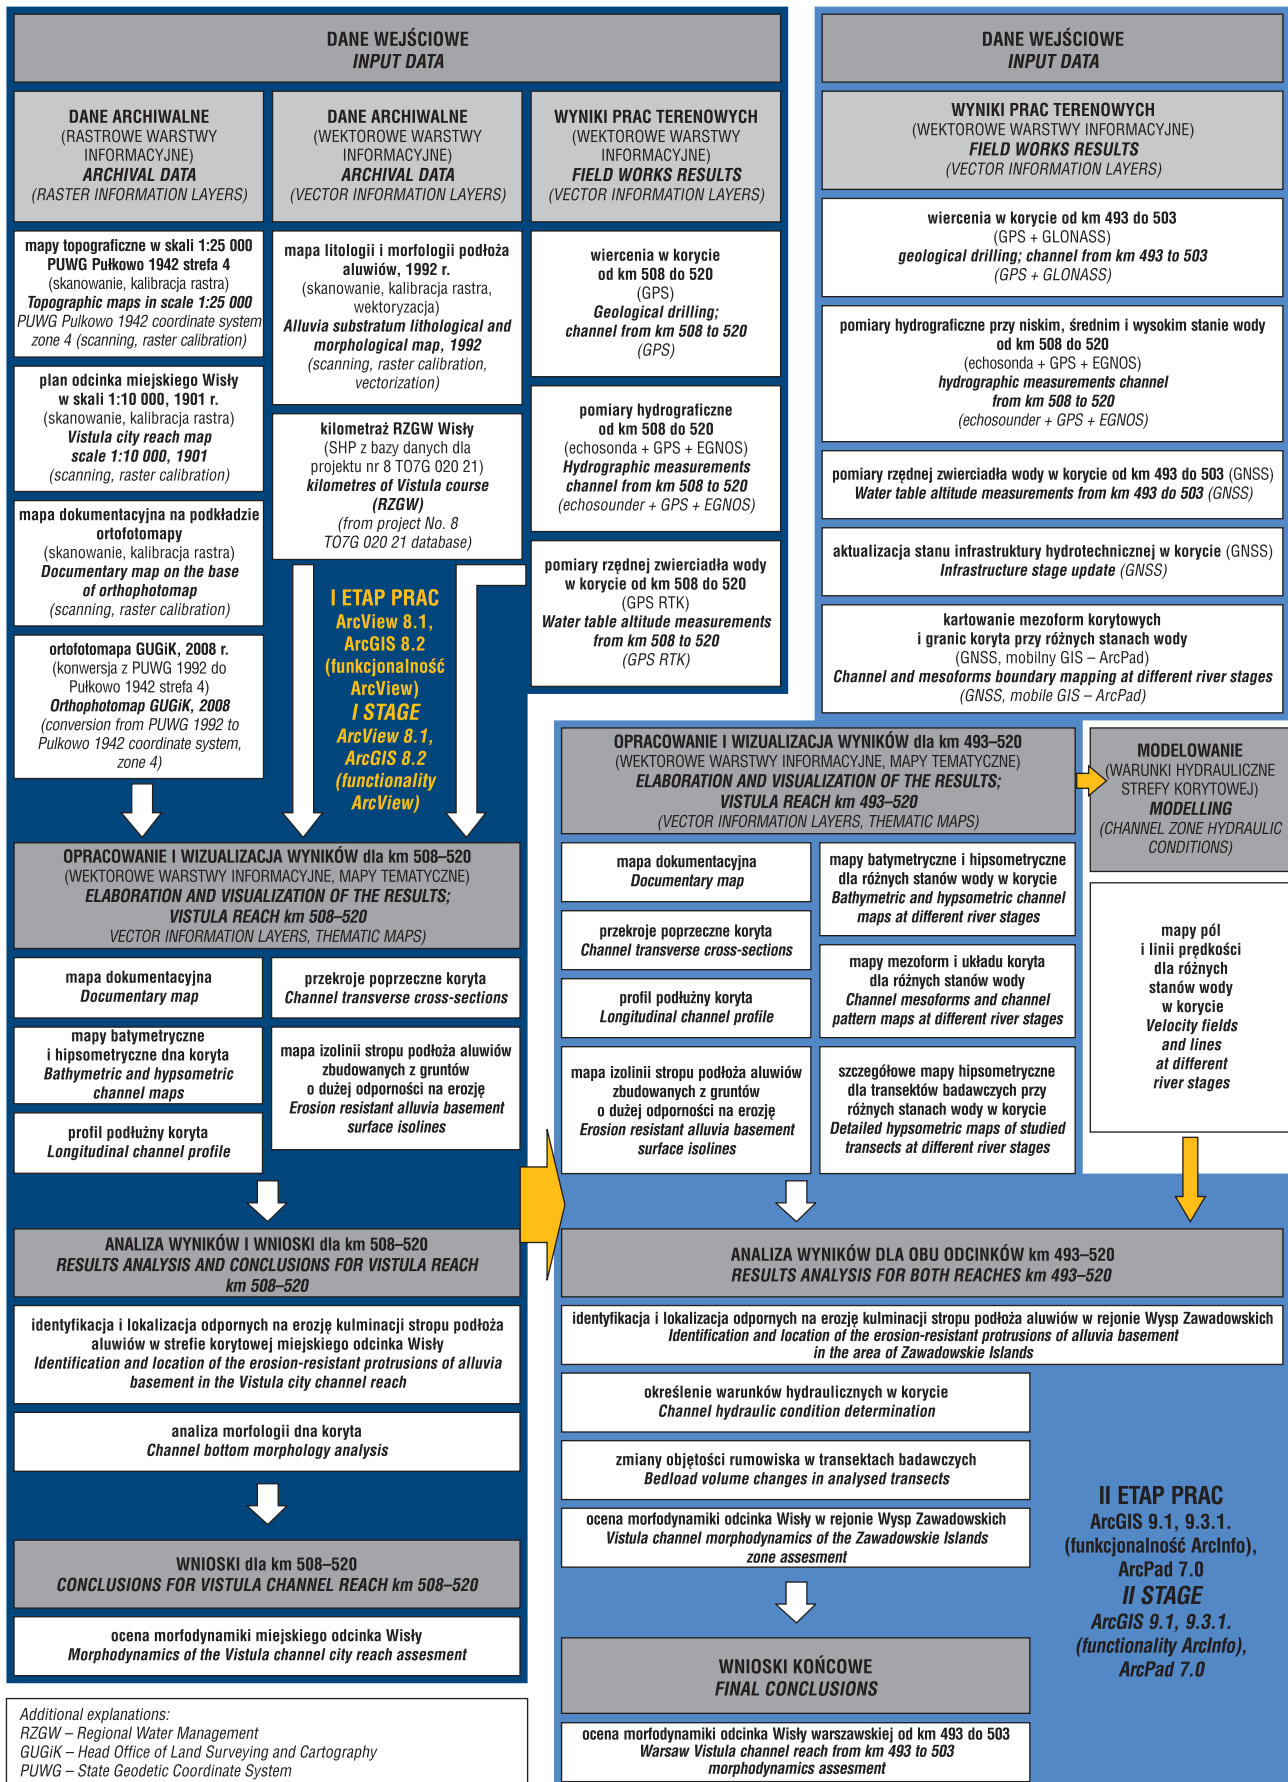 DANE WEJŚCIOWE
INPUT DATA
DANE ARCHIWALNE
(RASTROWE WARSTWY
INFORMACYJNE)
ARCHIVAL DATA
(RASTER INFORMATION LAYERS)
mapy topograficzne w skali 1:25 000
PUWG Pułkowo 1942 strefa 4
(skanowanie, kalibracja rastra)
Topographic maps in scale 1:25 000
PUWG Pulkowo 1942 coordinate system
zone 4 (scanning, raster calibration)
plan odcinka miejskiego Wisły
w skali 1:10 000, 1901 r.
(skanowanie, kalibracja rastra)
Vistula city reach map
scale 1:10 000, 1901
(scanning, raster calibration)
mapa dokumentacyjna na podkładzie
ortofotomapy
(skanowanie, kalibracja rastra)
Documentary map on the base
of orthophotomap
(scanning, raster calibration)
ortofotomapa GUGiK, 2008 r.
(konwersja z PUWG 1992 do
Pułkowo 1942 strefa 4)
Orthophotomap GUGiK, 2008
(conversion from PUWG 1992 to
Pulkowo 1942 coordinate system,
zone 4)
DANE ARCHIWALNE
(WEKTOROWE WARSTWY
INFORMACYJNE)
ARCHIVAL DATA
(VECTOR INFORMATION LAYERS)
mapa litologii i morfologii podłoża
aluwiów, 1992 r.
(skanowanie, kalibracja rastra,
wektoryzacja)
Alluvia substratum lithological and
morphological map, 1992
(scanning, raster calibration,
vectorization)
kilometraż RZGW Wisły
(SHP z bazy danych dla
projektu nr 8 TO7G 020 21)
kilometres of Vistula course
(RZGW)
(from project No. 8
TO7G 020 21 database)
WYNIKI PRAC TERENOWYCH
(WEKTOROWE WARSTWY
INFORMACYJNE)
FIELD WORKS RESULTS
(VECTOR INFORMATION LAYERS)
wiercenia w korycie
od km 508 do 520
(GPS)
Geological drilling;
channel from km 508 to 520
(GPS)
pomiary hydrograficzne
od km 508 do 520
(echosonda + GPS + EGNOS)
Hydrographic measurements
channel from km 508 to 520
(echosounder + GPS + EGNOS)
pomiary rzędnej zwierciadła wody
w korycie od km 508 do 520
(GPS RTK)
Water table altitude measurements
from km 508 to 520
(GPS RTK)
I ETAP PRAC
ArcView 8.1,
ArcGIS 8.2
(funkcjonalność
ArcView)
I STAGE
ArcView 8.1,
ArcGIS 8.2
(functionality
ArcView)
OPRACOWANIE I WIZUALIZACJA WYNIKÓW dla km 508–520
(WEKTOROWE WARSTWY INFORMACYJNE, MAPY TEMATYCZNE)
ELABORATION AND VISUALIZATION OF THE RESULTS;
VISTULA REACH km 508–520
VECTOR INFORMATION LAYERS, THEMATIC MAPS)
mapa dokumentacyjna
Documentary map
mapy batymetryczne
i hipsometryczne dna koryta
Bathymetric and hypsometric
channel maps
profil podłużny koryta
Longitudinal channel profile
przekroje poprzeczne koryta
Channel transverse cross-sections
mapa izolinii stropu podłoża aluwiów
zbudowanych z gruntów
o dużej odporności na erozję
Erosion resistant alluvia basement
surface isolines
ANALIZA WYNIKÓW I WNIOSKI dla km 508–520
RESULTS ANALYSIS AND CONCLUSIONS FOR VISTULA REACH
km 508–520
identyfikacja i lokalizacja odpornych na erozję kulminacji stropu podłoża
aluwiów w strefie korytowej miejskiego odcinka Wisły
Identification and location of the erosion-resistant protrusions of alluvia
basement in the Vistula city channel reach
analiza morfologii dna koryta
Channel bottom morphology analysis
WNIOSKI dla km 508–520
CONCLUSIONS FOR VISTULA CHANNEL REACH km 508–520
ocena morfodynamiki miejskiego odcinka Wisły
Morphodynamics of the Vistula channel city reach assesment
Additional explanations:
RZGW – Regional Water Management
GUGiK – Head Office of Land Surveying and Cartography
PUWG – State Geodetic Coordinate System
DANE WEJŚCIOWE
INPUT DATA
WYNIKI PRAC TERENOWYCH
(WEKTOROWE WARSTWY INFORMACYJNE)
FIELD WORKS RESULTS
(VECTOR INFORMATION LAYERS)
wiercenia w korycie od km 493 do 503
(GPS + GLONASS)
geological drilling; channel from km 493 to 503
(GPS + GLONASS)
pomiary hydrograficzne przy niskim, średnim i wysokim stanie wody
od km 508 do 520
(echosonda + GPS + EGNOS)
hydrographic measurements channel
from km 508 to 520
(echosounder + GPS + EGNOS)
pomiary rzędnej zwierciadła wody w korycie od km 493 do 503 (GNSS)
Water table altitude measurements from km 493 do 503 (GNSS)
aktualizacja stanu infrastruktury hydrotechnicznej w korycie (GNSS)
Infrastructure stage update (GNSS)
kartowanie mezoform korytowych
i granic koryta przy różnych stanach wody
(GNSS, mobilny GIS – ArcPad)
Channel and mesoforms boundary mapping at different river stages
(GNSS, mobile GIS – ArcPad)
OPRACOWANIE I WIZUALIZACJA WYNIKÓW dla km 493–520
(WEKTOROWE WARSTWY INFORMACYJNE, MAPY TEMATYCZNE)
ELABORATION AND VISUALIZATION OF THE RESULTS;
VISTULA REACH km 493–520
(VECTOR INFORMATION LAYERS, THEMATIC MAPS)
mapa dokumentacyjna
Documentary map
przekroje poprzeczne koryta
Channel transverse cross-sections
profil podłużny koryta
Longitudinal channel profile
mapa izolinii stropu podłoża aluwiów
zbudowanych z gruntów
o dużej odporności na erozję
Erosion resistant alluvia basement
surface isolines
mapy batymetryczne i hipsometryczne
dla różnych stanów wody w korycie
Bathymetric and hypsometric channel
maps at different river stages
mapy mezoform i układu koryta
dla różnych stanów wody
Channel mesoforms and channel
pattern maps at different river stages
szczegółowe mapy hipsometryczne
dla transektów badawczych przy
różnych stanach wody w korycie
Detailed hypsometric maps of studied
transects at different river stages
MODELOWANIE
(WARUNKI HYDRAULICZNE
STREFY KORYTOWEJ)
MODELLING
(CHANNEL ZONE HYDRAULIC
CONDITIONS)
mapy pól
i linii prędkości
dla różnych
stanów wody
w korycie
Velocity fields
and lines
at different
river stages
ANALIZA WYNIKÓW DLA OBU ODCINKÓW km 493–520
RESULTS ANALYSIS FOR BOTH REACHES km 493–520
identyfikacja i lokalizacja odpornych na erozję kulminacji stropu podłoża aluwiów w rejonie Wysp Zawadowskich
Identification and location of the erosion-resistant protrusions of alluvia basement
in the area of Zawadowskie Islands
określenie warunków hydraulicznych w korycie
Channel hydraulic condition determination
zmiany objętości rumowiska w transektach badawczych
Bedload volume changes in analysed transects
ocena morfodynamiki odcinka Wisły w rejonie Wysp Zawadowskich
Vistula channel morphodynamics of the Zawadowskie Islands
zone assesment
WNIOSKI KOŃCOWE
FINAL CONCLUSIONS
ocena morfodynamiki odcinka Wisły warszawskiej od km 493 do 503
Warsaw Vistula channel reach from km 493 to 503
morphodynamics assesment
II ETAP PRAC
ArcGIS 9.1, 9.3.1.
(funkcjonalność ArcInfo),
ArcPad 7.0
II STAGE
ArcGIS 9.1, 9.3.1.
(functionality ArcInfo),
ArcPad 7.0